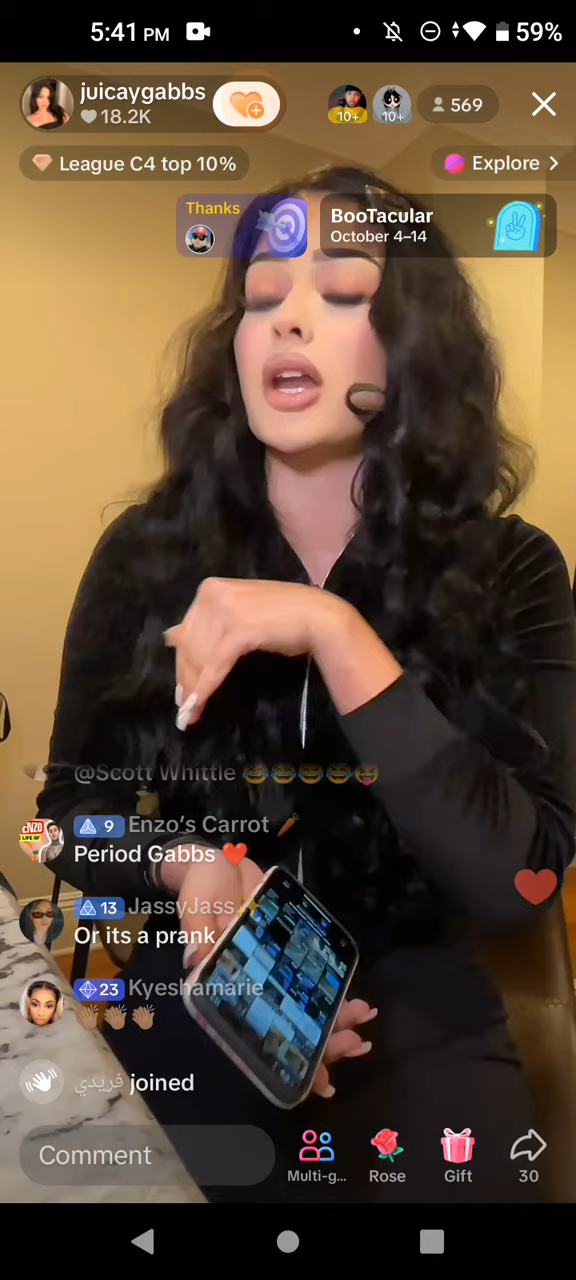 5:41 PM
59%
juicaygabbs
18.2K
10+
10+
569
League C4 top 10%
Explore
Thanks
BooTacular
October 4–14
@Scott Whittle 😂😂😂😂😝
9 Enzo's Carrot 🥕
Period Gabbs ❤️
13 JassyJass✨
Or its a prank
23 Kyeshamarie
👏🏽👏🏽👏🏽
فريدي joined
Comment
Multi-g...
Rose
Gift
30